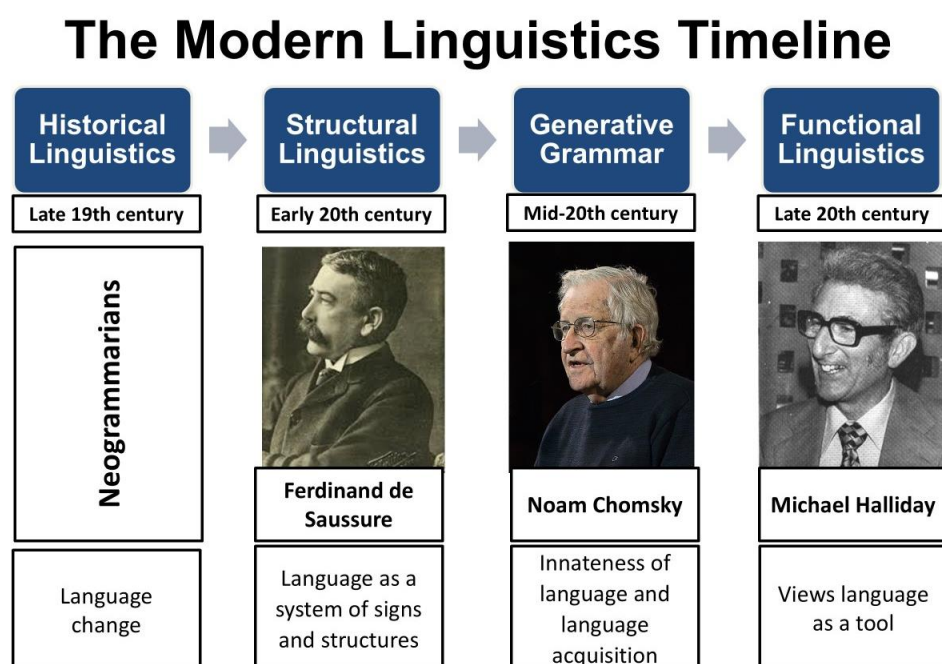 The Modern Linguistics Timeline
Historical
Linguistics
Structural
Linguistics
Generative
Grammar
Functional
Linguistics
Late 19th century
Early 20th century
Mid-20th century
Late 20th century
Neogrammarians
Ferdinand de
Saussure
Noam Chomsky
Michael Halliday
Language
change
Language as a
system of signs
and structures
Innateness of
language and
language
acquisition
Views language
as a tool